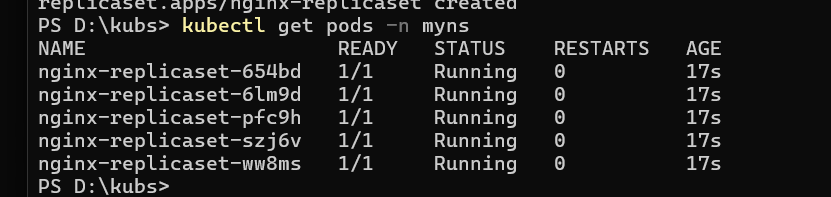 replicaset.apps/nginx-replicaset created
PS D:\kubs> kubectl get pods -n myns
NAME                     READY   STATUS    RESTARTS   AGE
nginx-replicaset-654bd   1/1     Running   0          17s
nginx-replicaset-6lm9d   1/1     Running   0          17s
nginx-replicaset-pfc9h   1/1     Running   0          17s
nginx-replicaset-szj6v   1/1     Running   0          17s
nginx-replicaset-ww8ms   1/1     Running   0          17s
PS D:\kubs>